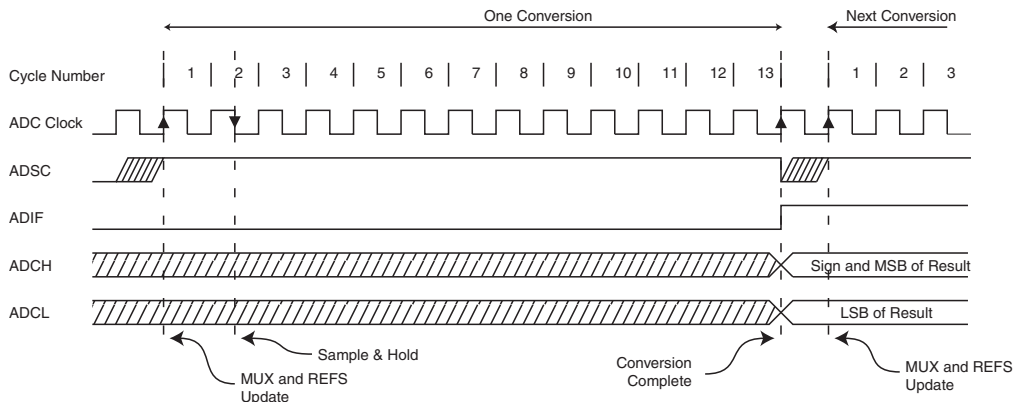 One Conversion
Next Conversion
Cycle Number 1 2 3 4 5 6 7 8 9 10 11 12 13 1 2 3
ADC Clock
ADSC
ADIF
ADCH
Sign and MSB of Result
ADCL
LSB of Result
MUX and REFS
Update
Sample & Hold
Conversion
Complete
MUX and REFS
Update